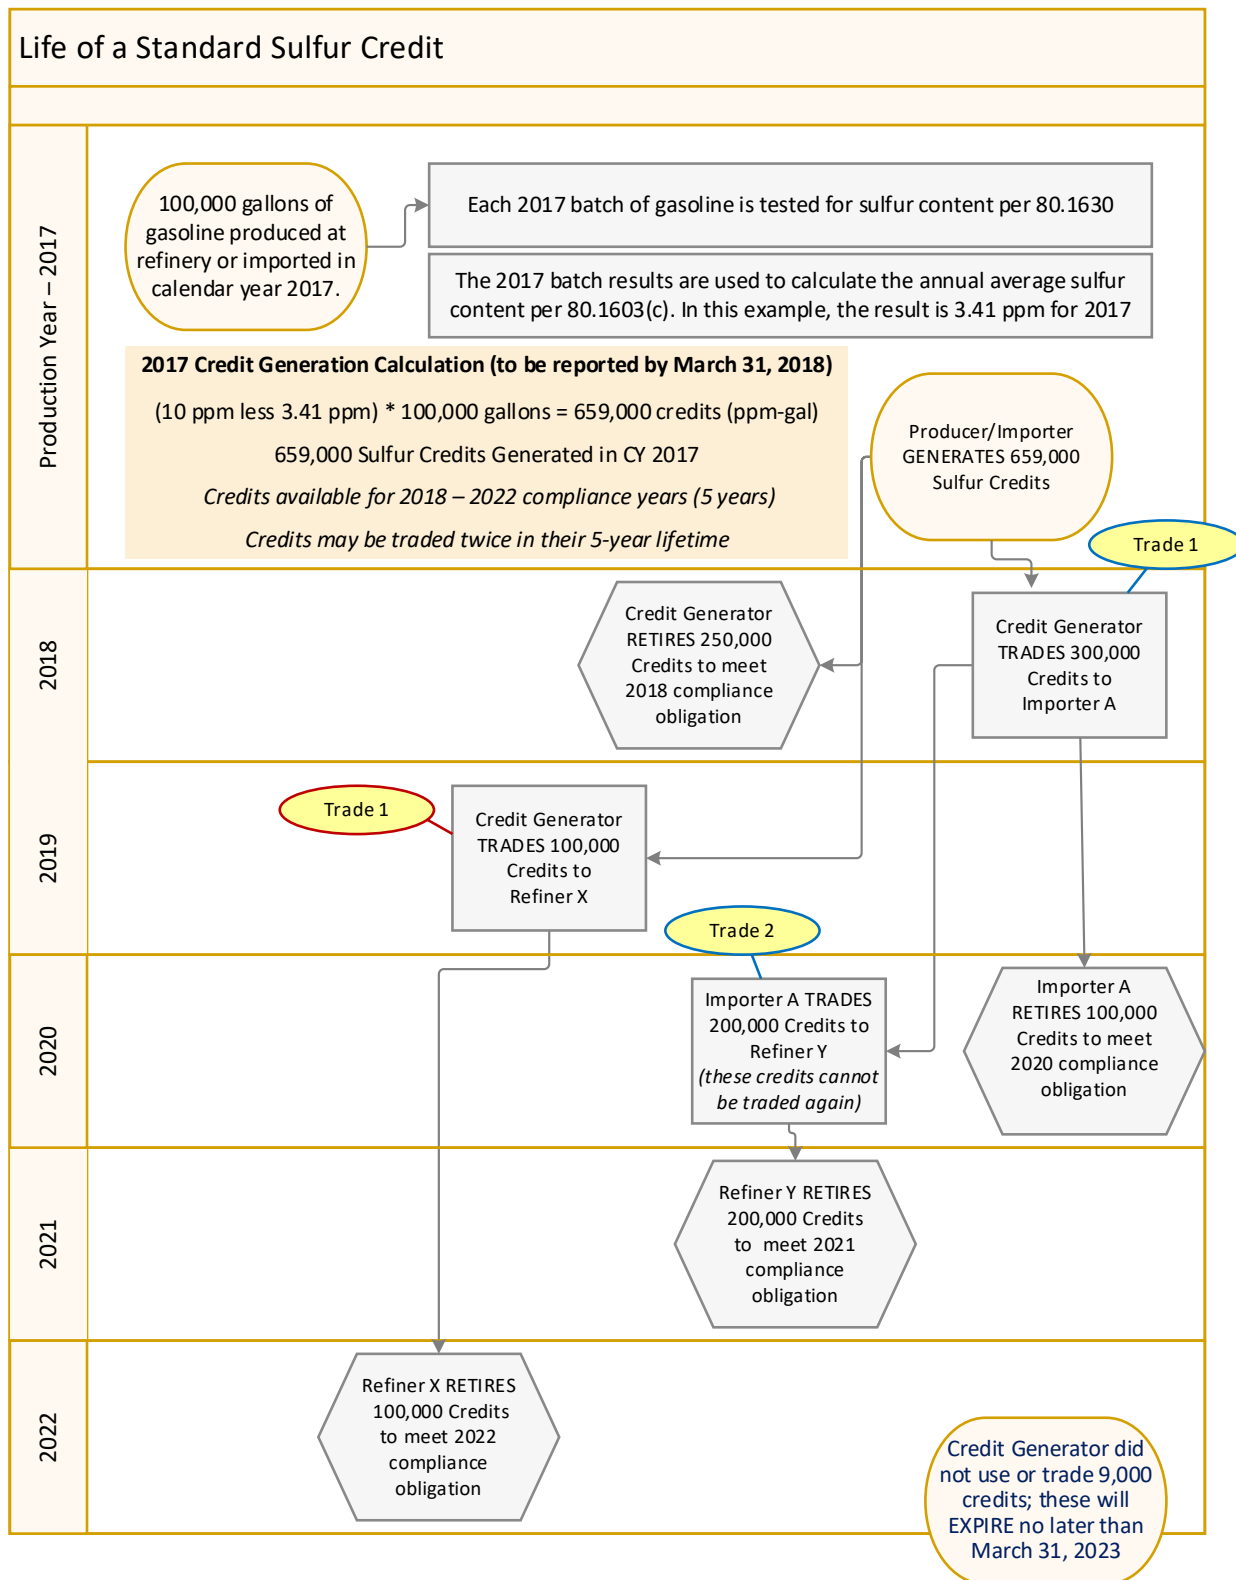 Life of a Standard Sulfur Credit
Production Year – 2017
100,000 gallons of
gasoline produced at
refinery or imported in
calendar year 2017.
Each 2017 batch of gasoline is tested for sulfur content per 80.1630
The 2017 batch results are used to calculate the annual average sulfur
content per 80.1603(c). In this example, the result is 3.41 ppm for 2017
2017 Credit Generation Calculation (to be reported by March 31, 2018)
(10 ppm less 3.41 ppm) * 100,000 gallons = 659,000 credits (ppm-gal)
659,000 Sulfur Credits Generated in CY 2017
Credits available for 2018 – 2022 compliance years (5 years)
Credits may be traded twice in their 5-year lifetime
Producer/Importer
GENERATES 659,000
Sulfur Credits
Trade 1
2018
Credit Generator
RETIRES 250,000
Credits to meet
2018 compliance
obligation
Credit Generator
TRADES 300,000
Credits to
Importer A
2019
Trade 1
Credit Generator
TRADES 100,000
Credits to
Refiner X
Trade 2
2020
Importer A TRADES
200,000 Credits to
Refiner Y
(these credits cannot
be traded again)
Importer A
RETIRES 100,000
Credits to meet
2020 compliance
obligation
2021
Refiner Y RETIRES
200,000 Credits
to meet 2021
compliance
obligation
2022
Refiner X RETIRES
100,000 Credits
to meet 2022
compliance
obligation
Credit Generator did
not use or trade 9,000
credits; these will
EXPIRE no later than
March 31, 2023